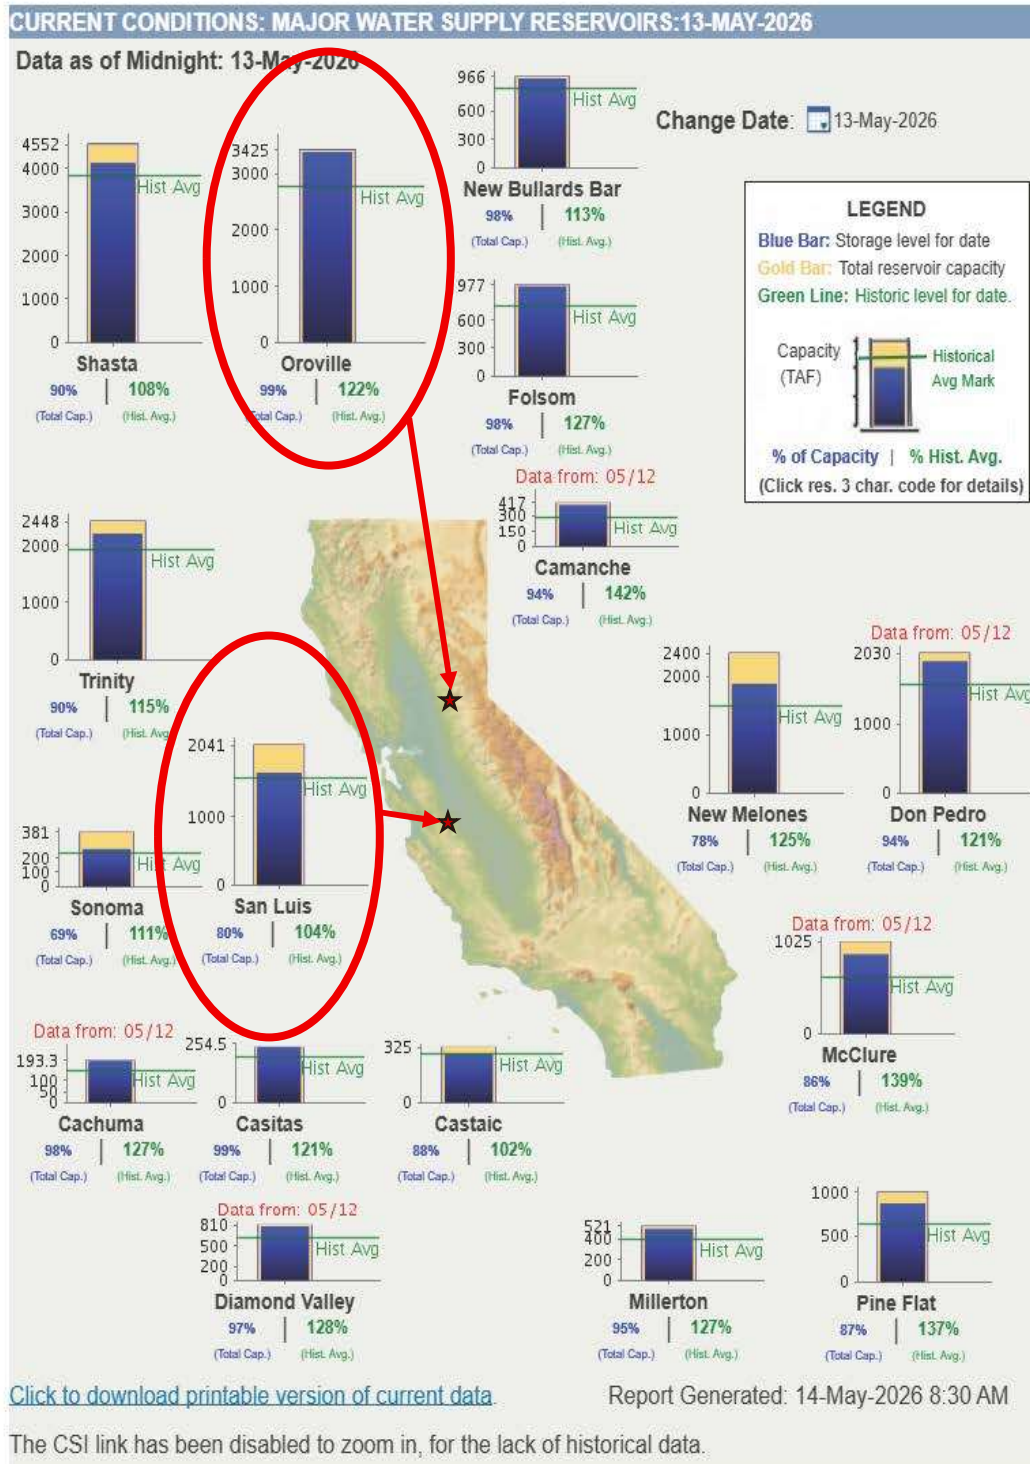 CURRENT CONDITIONS: MAJOR WATER SUPPLY RESERVOIRS:13-MAY-2026
Data as of Midnight: 13-May-2026
Change Date: 13-May-2026
4552
4000
3000
2000
1000
0
Hist Avg
Shasta
90% | 108%
(Total Cap.) (Hist. Avg.)
3425
3000
2000
1000
0
Hist Avg
Oroville
99% | 122%
(Total Cap.) (Hist. Avg.)
966
600
300
0
Hist Avg
New Bullards Bar
98% | 113%
(Total Cap.) (Hist. Avg.)
977
600
300
0
Hist Avg
Folsom
98% | 127%
(Total Cap.) (Hist. Avg.)
LEGEND
Blue Bar: Storage level for date
Gold Bar: Total reservoir capacity
Green Line: Historic level for date.
Capacity
(TAF)
Historical
Avg Mark
% of Capacity | % Hist. Avg.
(Click res. 3 char. code for details)
Data from: 05/12
417
300
150
0
Hist Avg
Camanche
94% | 142%
(Total Cap.) (Hist. Avg.)
2448
2000
1000
0
Hist Avg
Trinity
90% | 115%
(Total Cap.) (Hist. Avg.)
2041
1000
0
Hist Avg
San Luis
80% | 104%
(Total Cap.) (Hist. Avg.)
2400
2000
1000
0
Hist Avg
New Melones
78% | 125%
(Total Cap.) (Hist. Avg.)
Data from: 05/12
2030
1000
0
Hist Avg
Don Pedro
94% | 121%
(Total Cap.) (Hist. Avg.)
381
200
100
0
Hist Avg
Sonoma
69% | 111%
(Total Cap.) (Hist. Avg.)
Data from: 05/12
1025
0
Hist Avg
McClure
86% | 139%
(Total Cap.) (Hist. Avg.)
Data from: 05/12
193.3
100
50
0
Hist Avg
Cachuma
98% | 127%
(Total Cap.) (Hist. Avg.)
254.5
0
Hist Avg
Casitas
99% | 121%
(Total Cap.) (Hist. Avg.)
325
0
Hist Avg
Castaic
88% | 102%
(Total Cap.) (Hist. Avg.)
Data from: 05/12
810
500
200
0
Hist Avg
Diamond Valley
97% | 128%
(Total Cap.) (Hist. Avg.)
521
400
200
0
Hist Avg
Millerton
95% | 127%
(Total Cap.) (Hist. Avg.)
1000
500
0
Hist Avg
Pine Flat
87% | 137%
(Total Cap.) (Hist. Avg.)
Click to download printable version of current data.
Report Generated: 14-May-2026 8:30 AM
The CSI link has been disabled to zoom in, for the lack of historical data.